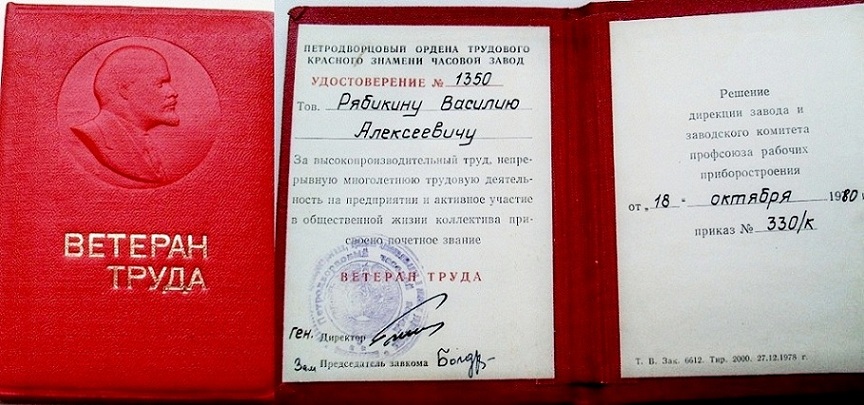 ВЕТЕРАН
ТРУДА
ПЕТРОДВОРЦОВЫЙ ОРДЕНА ТРУДОВОГО
КРАСНОГО ЗНАМЕНИ ЧАСОВОЙ ЗАВОД
УДОСТОВЕРЕНИЕ № 1350
Тов. Рябикину Василию
Алексеевичу
За высокопроизводительный труд, непре-
рывную многолетнюю трудовую деятель-
ность на предприятии и активное участие
в общественной жизни коллектива при-
своено почетное звание
ВЕТЕРАН ТРУДА
ген. Директор
Зам Председатель завкома
Решение
дирекции завода и
заводского комитета
профсоюза рабочих
приборостроения
от „18 - октября 1980 г
приказ № 330/к
Т. В. Зак. 6612. Тир. 2000. 27.12.1978 г.